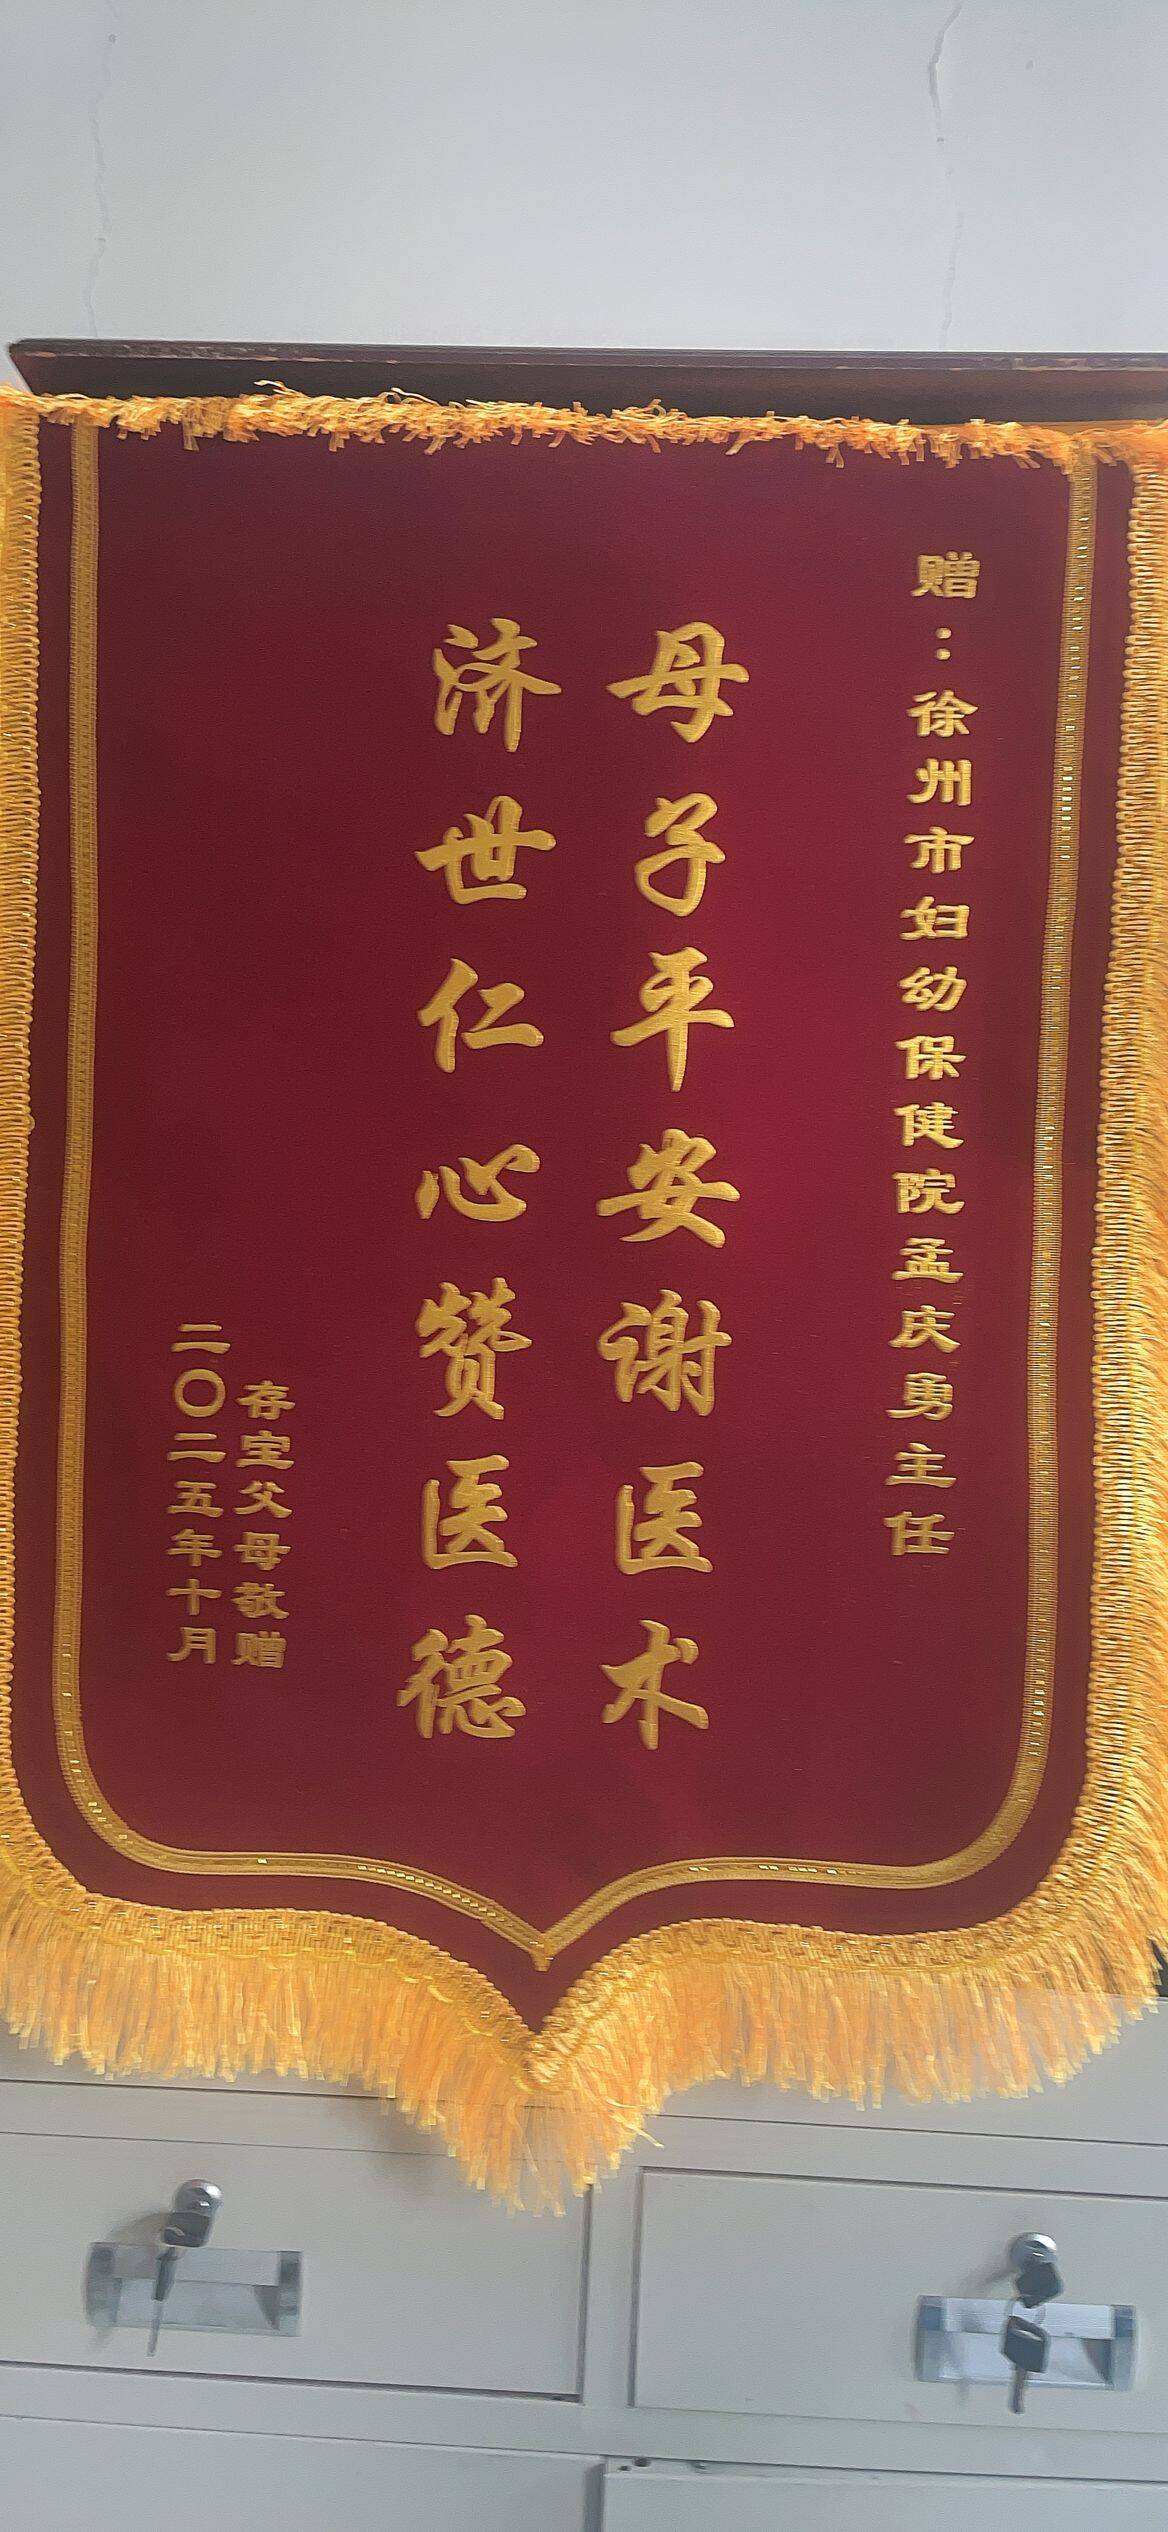 赠：徐州市妇幼保健院孟庆勇主任
母子平安谢医术
济世仁心赞医德
存宝父母敬赠
二〇二五年十月